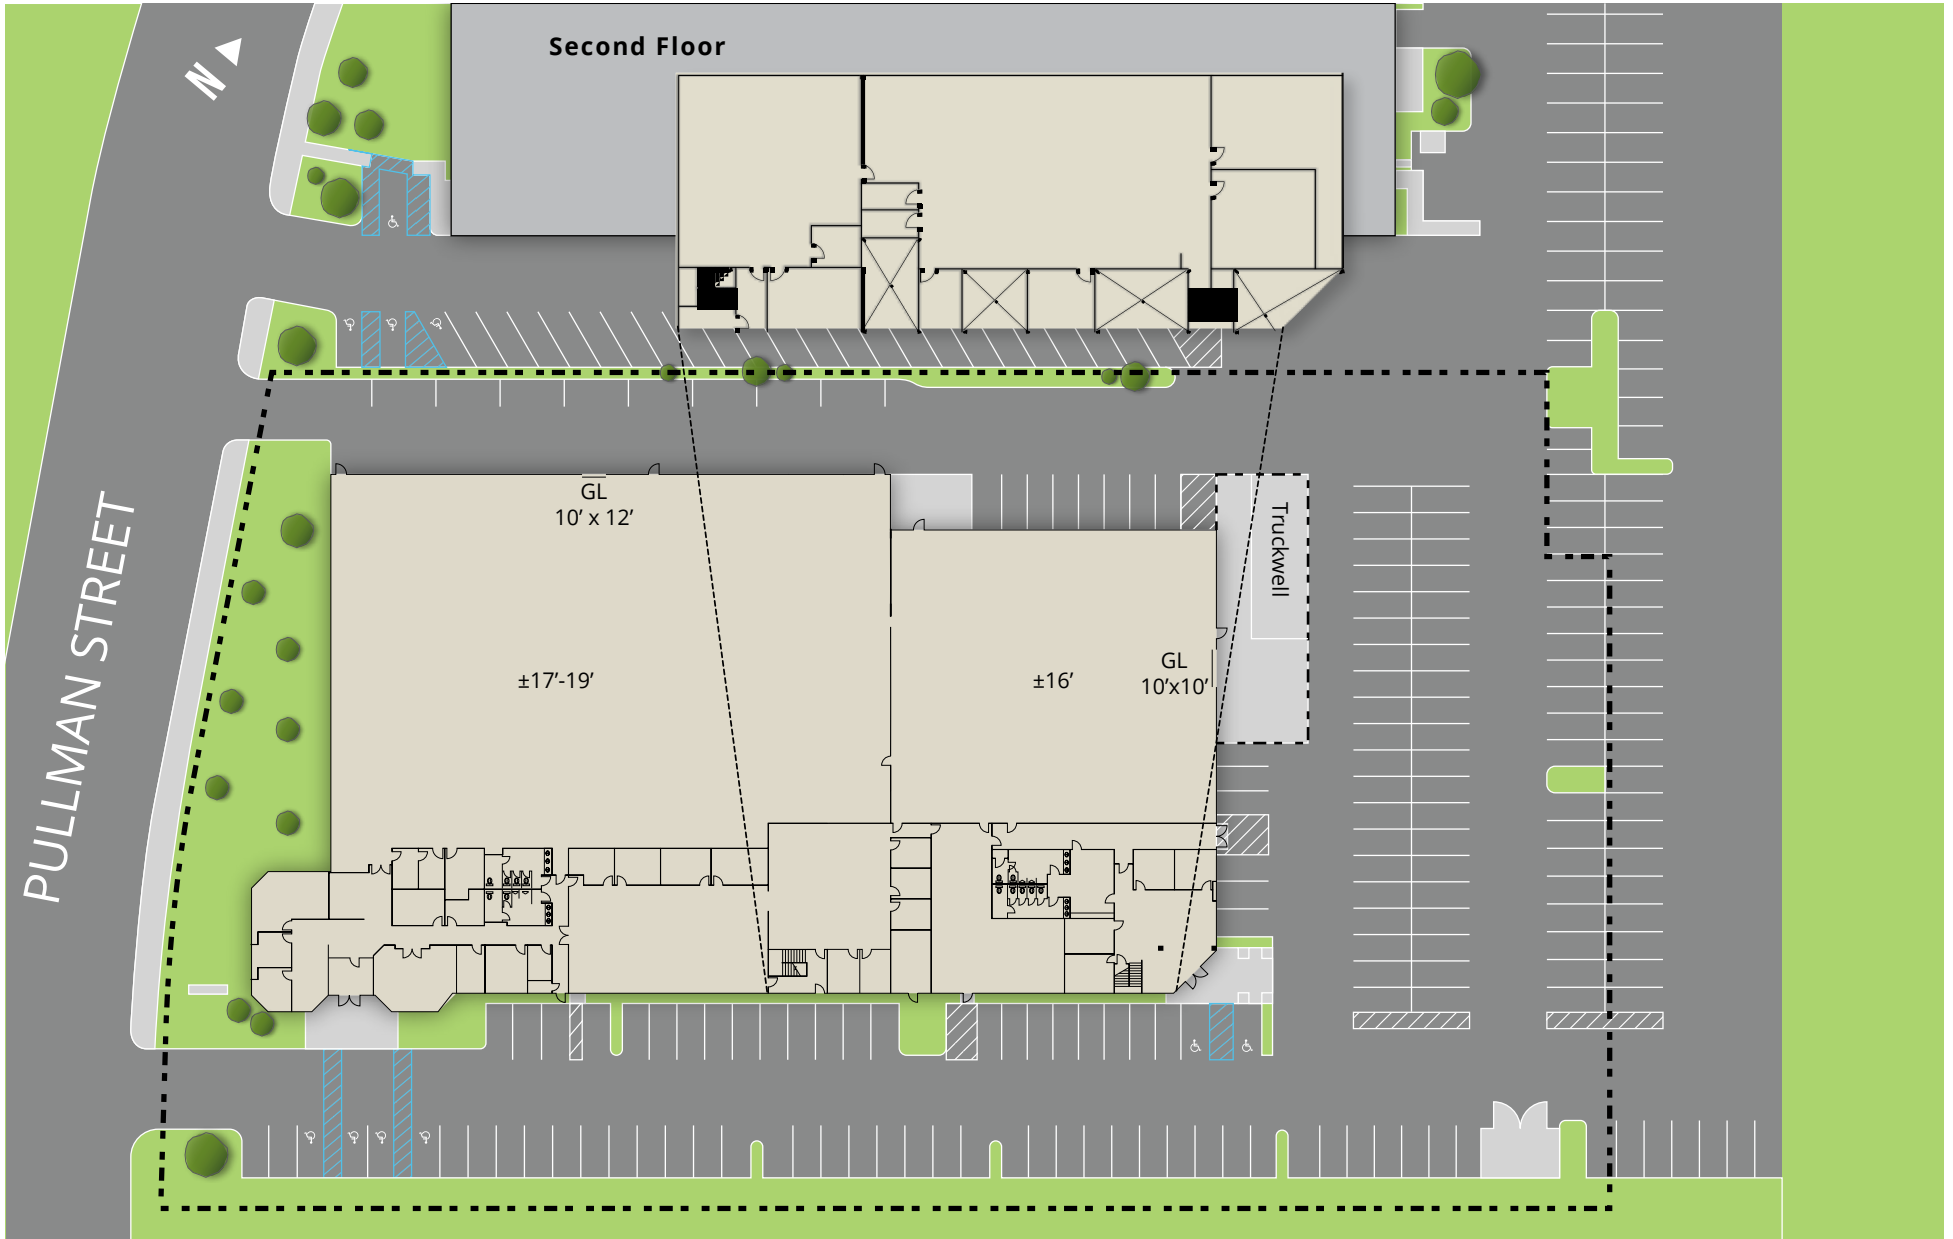 Second Floor
N
PULLMAN STREET
GL
10’ x 12’
Truckwell
±17’-19’
±16’
GL
10’x10’